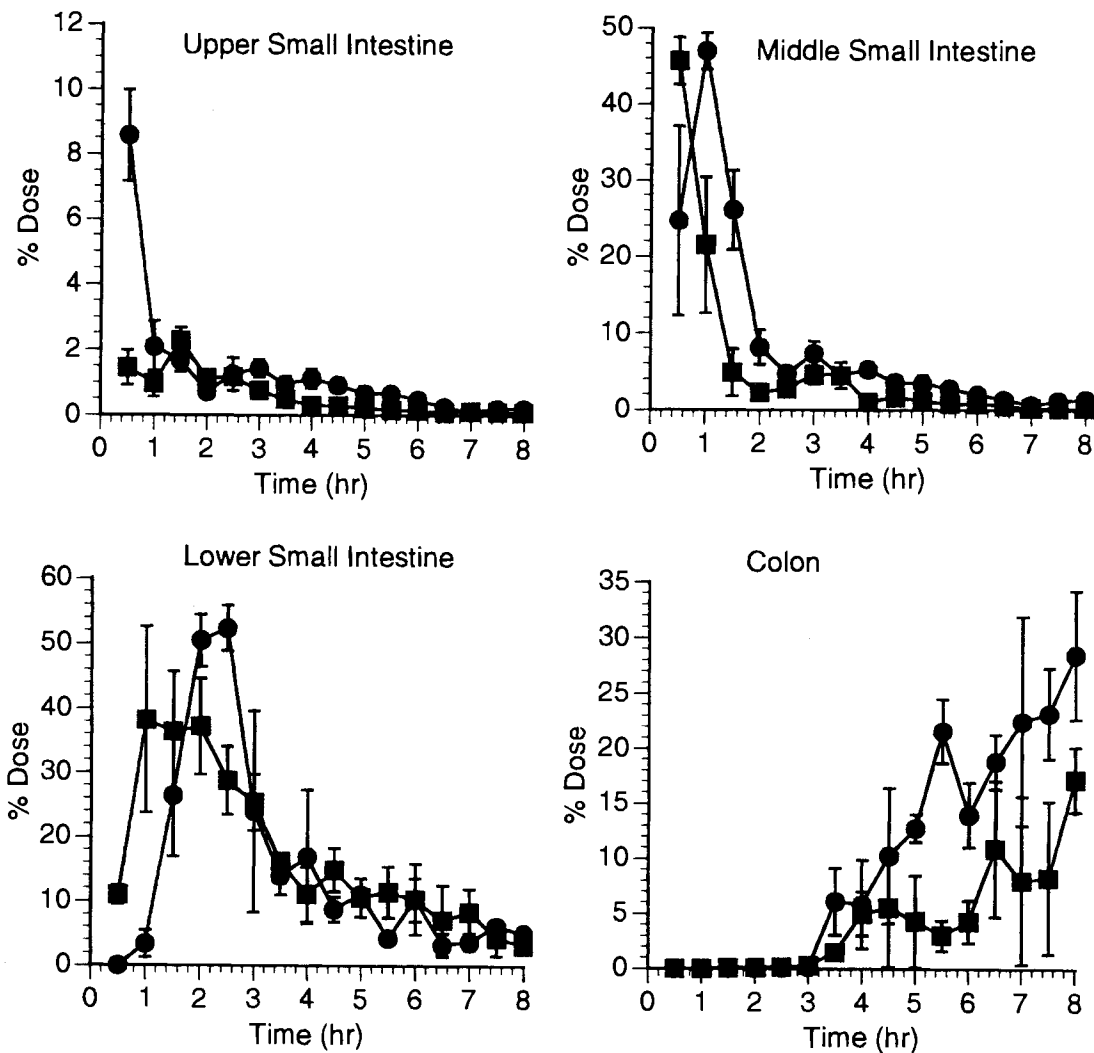 Upper Small Intestine
% Dose
12
10
8
6
4
2
0
0 1 2 3 4 5 6 7 8
Time (hr)
Middle Small Intestine
% Dose
50
40
30
20
10
0
0 1 2 3 4 5 6 7 8
Time (hr)
Lower Small Intestine
% Dose
60
50
40
30
20
10
0
0 1 2 3 4 5 6 7 8
Time (hr)
Colon
% Dose
35
30
25
20
15
10
5
0
0 1 2 3 4 5 6 7 8
Time (hr)